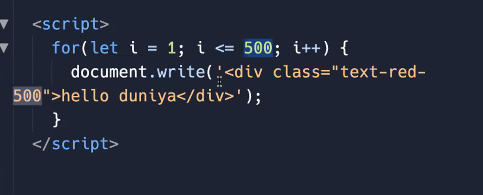 <script>
for(let i = 1; i <= 500; i++) {
document.write('<div class="text-red-
500">hello duniya</div>');
}
</script>